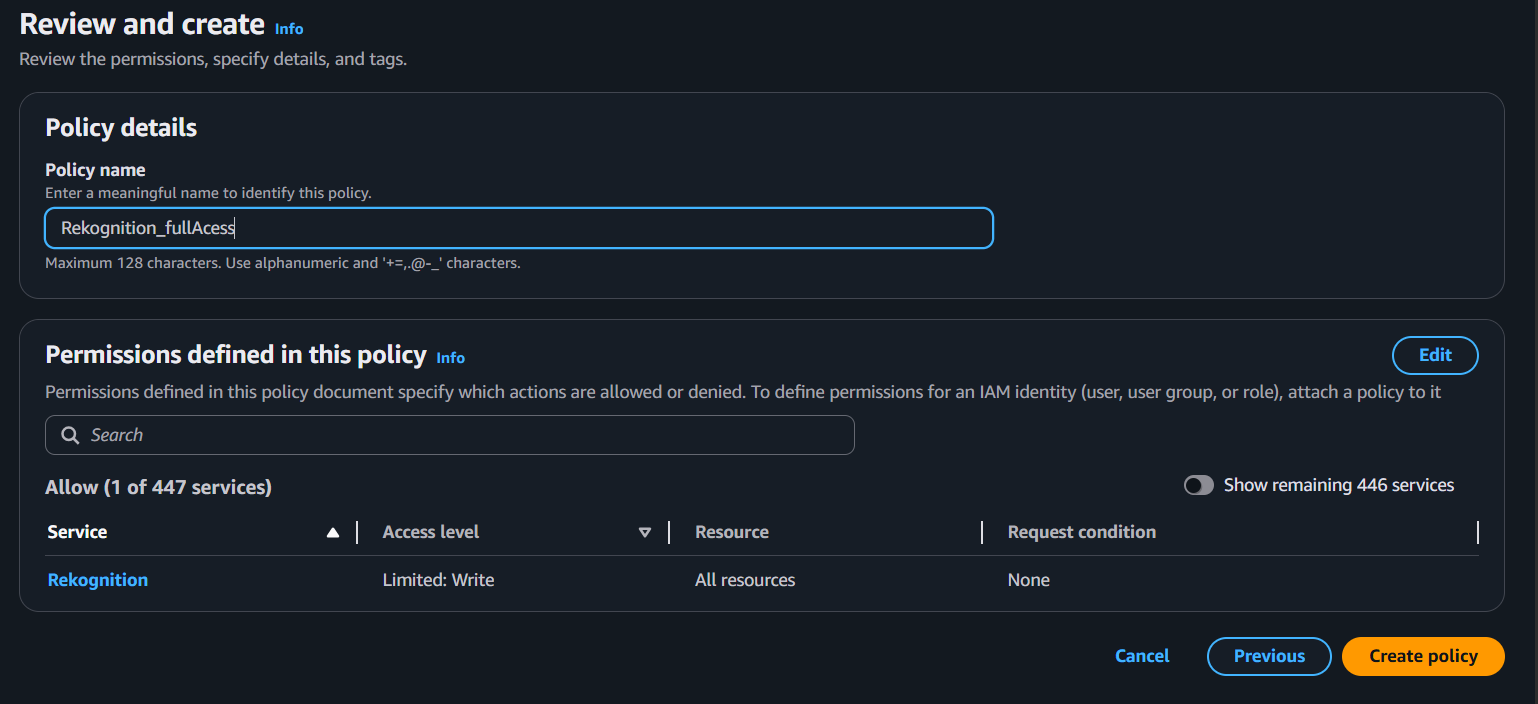 Review and create Info
Review the permissions, specify details, and tags.
Policy details
Policy name
Enter a meaningful name to identify this policy.
Rekognition_fullAcess
Maximum 128 characters. Use alphanumeric and '+=,.@-_' characters.
Permissions defined in this policy Info
Edit
Permissions defined in this policy document specify which actions are allowed or denied. To define permissions for an IAM identity (user, user group, or role), attach a policy to it
Search
Allow (1 of 447 services)
Show remaining 446 services
Service Access level Resource Request condition
Rekognition Limited: Write All resources None
Cancel Previous Create policy